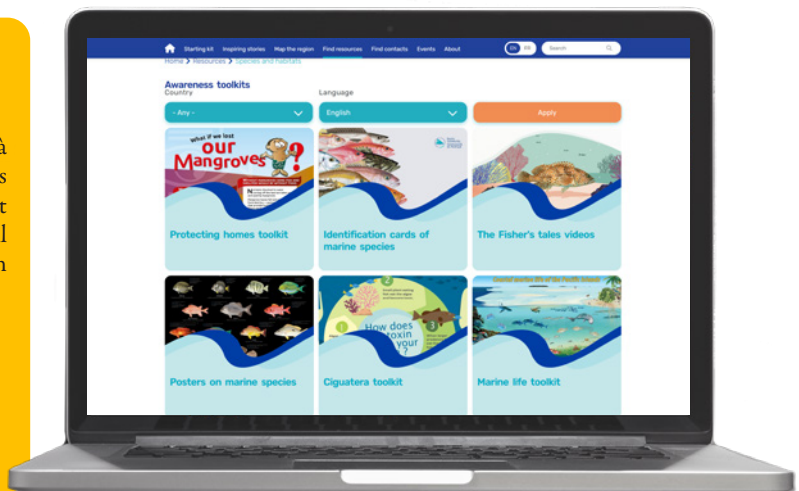 à
s
t
l
n
Starting kit Inspiring stories Map the region Find resources Find contacts Events About EN FR Search
Home > Resources > Species and habitats
Awareness toolkits
Country
Language
- Any -
English
Apply
what if we lost
our
Mangroves?
Protecting homes toolkit
Identification cards of
marine species
The Fisher's tales videos
2
1
3
How does
toxin
your
?
Posters on marine species
Ciguatera toolkit
Marine life toolkit